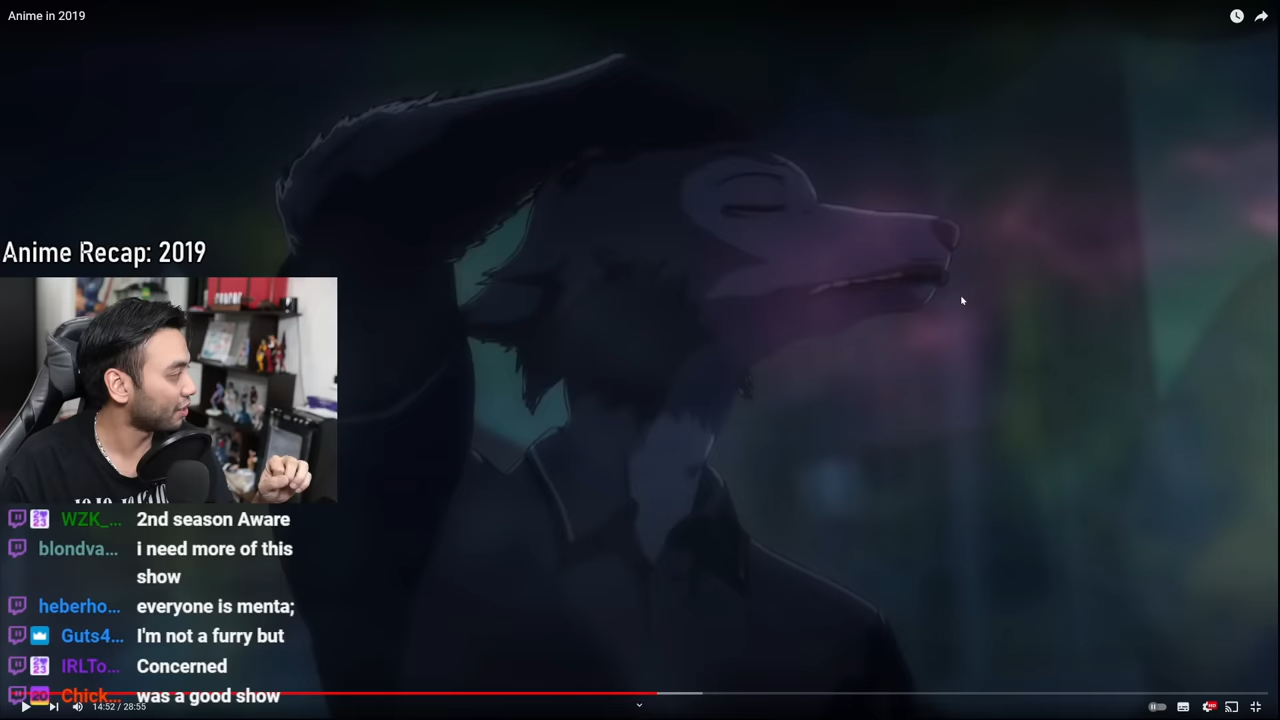 Anime in 2019
Anime Recap: 2019
WZK_... 2nd season Aware
blondva... i need more of this
show
heberho... everyone is menta;
Guts4... I'm not a furry but
IRLTo... Concerned
Chick... was a good show
14:52 / 28:55
HD